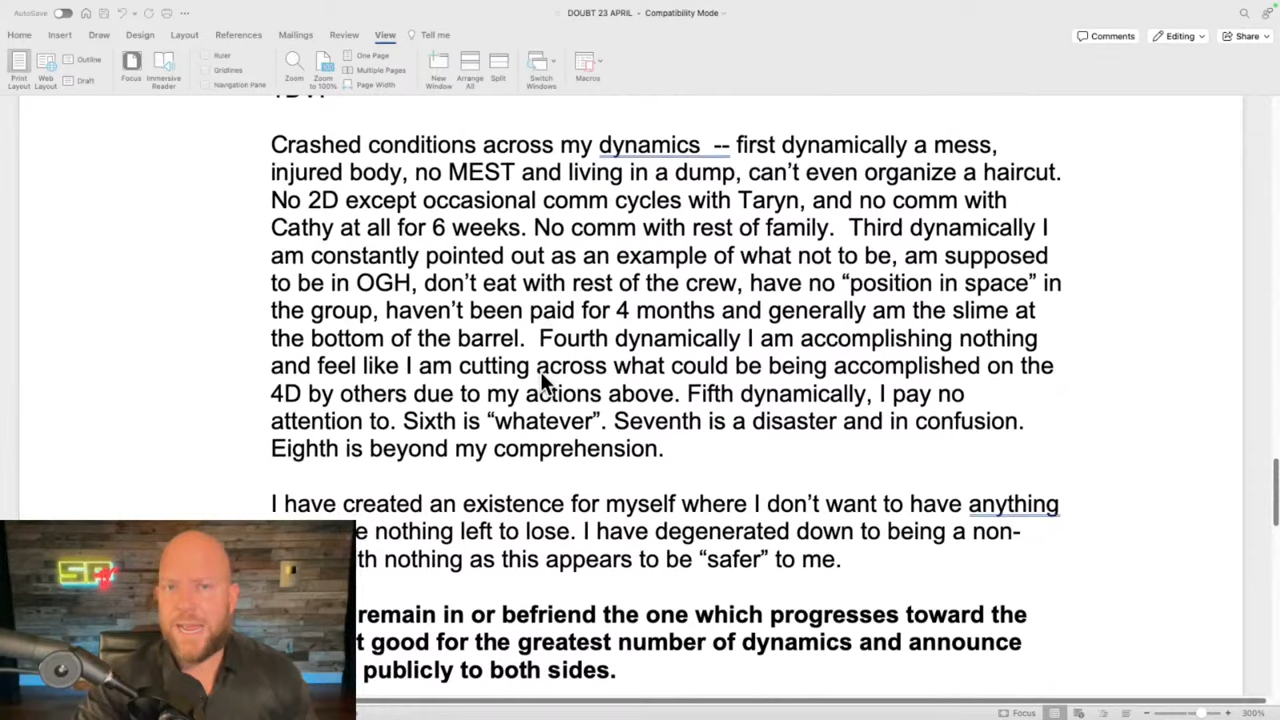 AutoSave
DOUBT 23 APRIL - Compatibility Mode
Home Insert Draw Design Layout References Mailings Review View Tell me
Comments Editing Share
Print Layout
Web Layout
Outline
Draft
Focus
Immersive Reader
Ruler
Gridlines
Navigation Pane
Zoom
Zoom to 100%
One Page
Multiple Pages
Page Width
New Window
Arrange All
Split
Switch Windows
Macros
Crashed conditions across my dynamics -- first dynamically a mess,
injured body, no MEST and living in a dump, can’t even organize a haircut.
No 2D except occasional comm cycles with Taryn, and no comm with
Cathy at all for 6 weeks. No comm with rest of family. Third dynamically I
am constantly pointed out as an example of what not to be, am supposed
to be in OGH, don’t eat with rest of the crew, have no “position in space” in
the group, haven’t been paid for 4 months and generally am the slime at
the bottom of the barrel. Fourth dynamically I am accomplishing nothing
and feel like I am cutting across what could be being accomplished on the
4D by others due to my actions above. Fifth dynamically, I pay no
attention to. Sixth is “whatever”. Seventh is a disaster and in confusion.
Eighth is beyond my comprehension.
I have created an existence for myself where I don’t want to have anything
e nothing left to lose. I have degenerated down to being a non-
th nothing as this appears to be “safer” to me.
remain in or befriend the one which progresses toward the
t good for the greatest number of dynamics and announce
publicly to both sides.
SP
Focus
300%